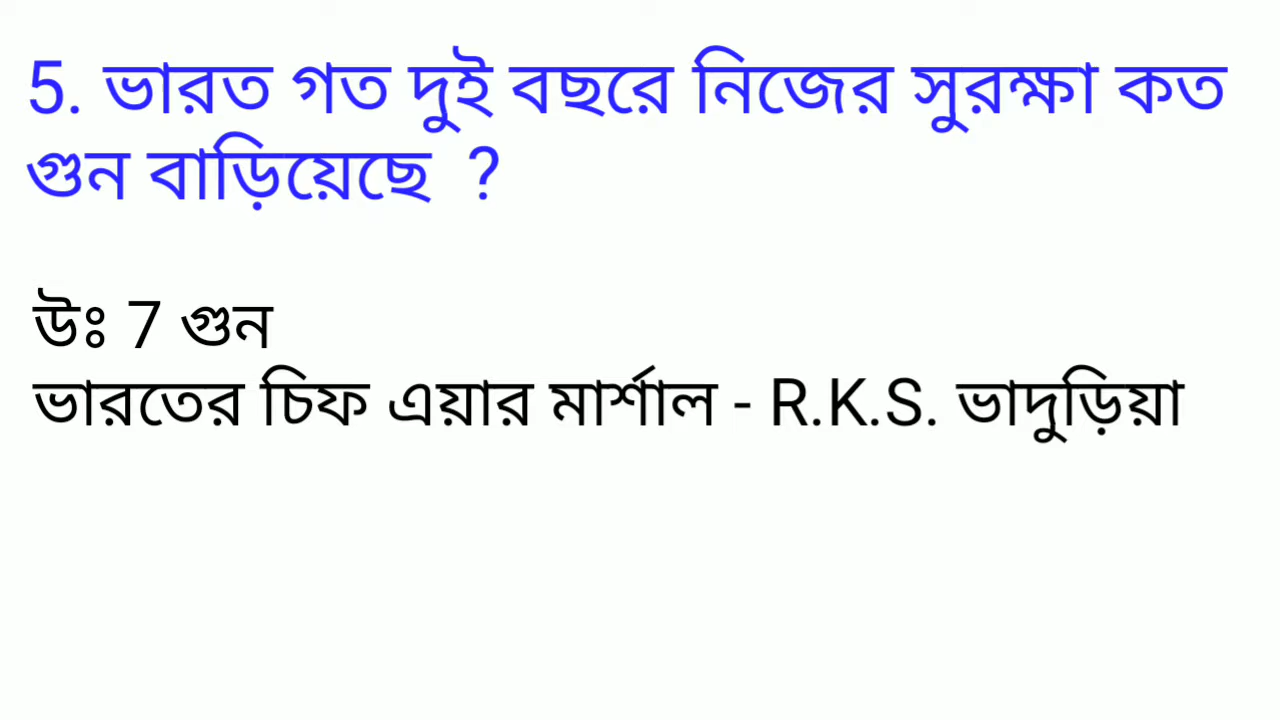 5. ভারত গত দুই বছরে নিজের সুরক্ষা কত
গুন বাড়িয়েছে ?
উঃ 7 গুন
ভারতের চিফ এয়ার মার্শাল - R.K.S. ভাদুড়িয়া